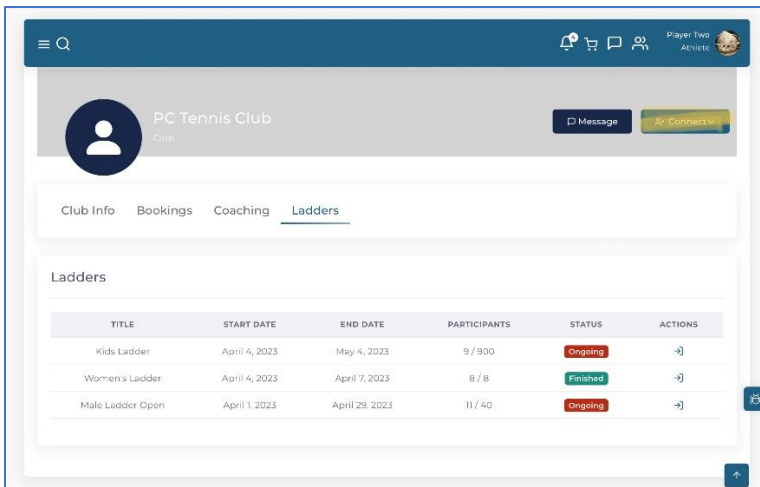 4
Player Two
Athlete
PC Tennis Club
Club
Message
Connect
Club Info Bookings Coaching Ladders
Ladders
TITLE START DATE END DATE PARTICIPANTS STATUS ACTIONS
Kids Ladder April 4, 2023 May 4, 2023 9 / 900 Ongoing
Women's Ladder April 4, 2023 April 7, 2023 8 / 8 Finished
Male Ladder Open April 1, 2023 April 29, 2023 11 / 40 Ongoing